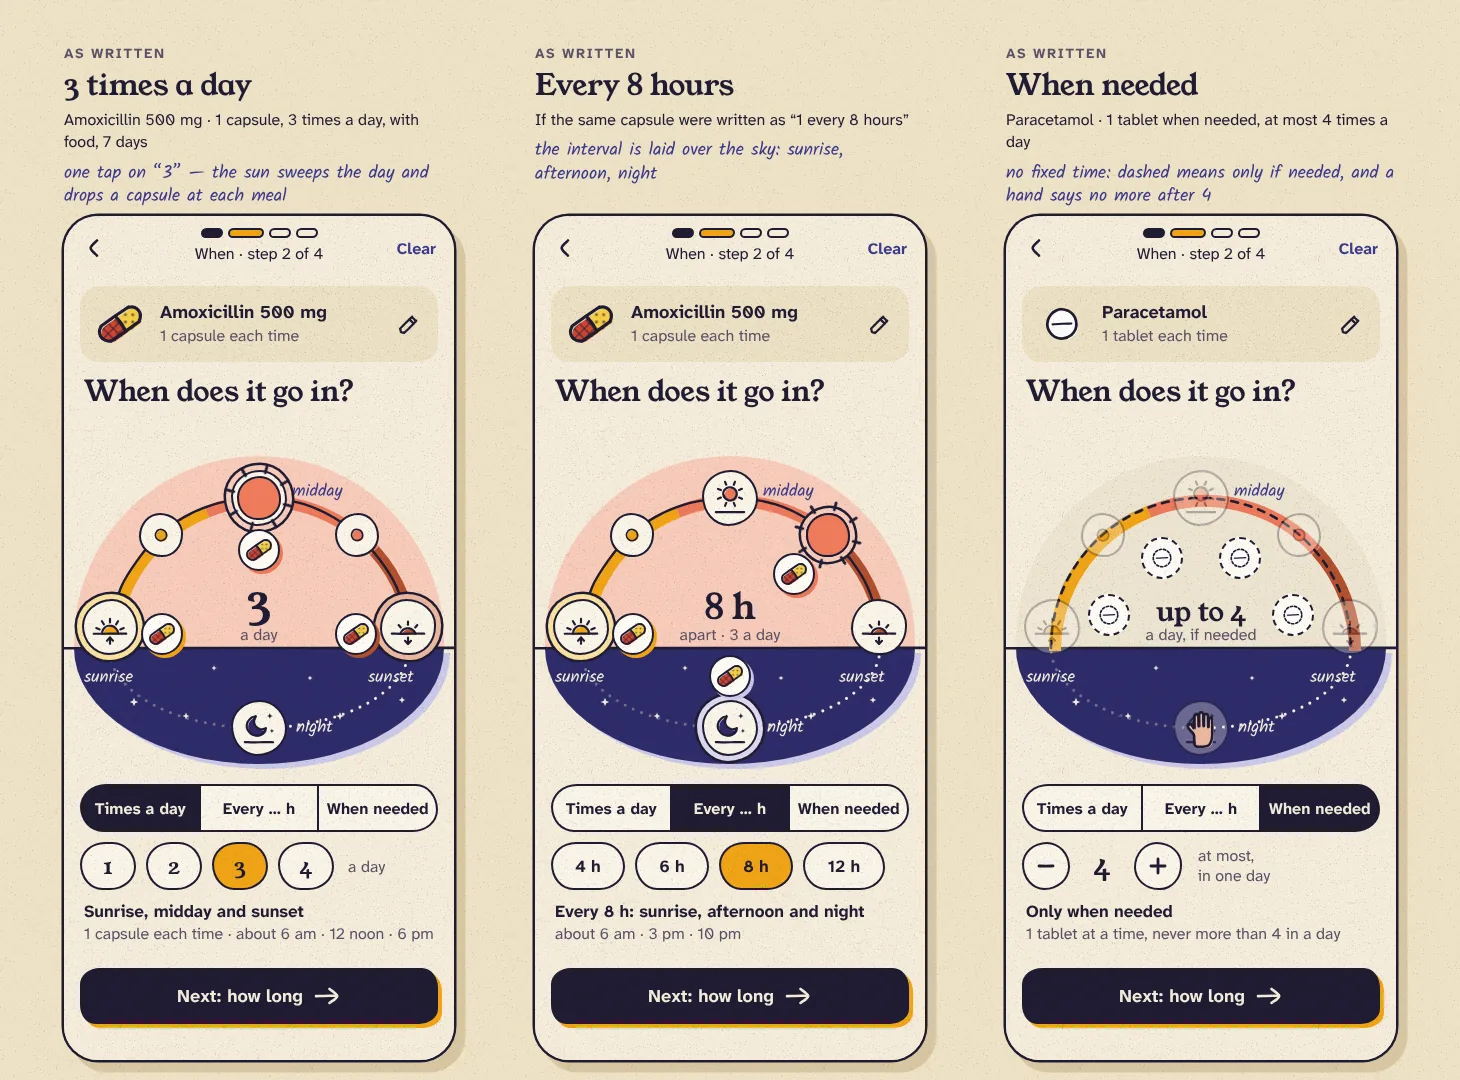 AS WRITTEN
3 times a day
Amoxicillin 500 mg · 1 capsule, 3 times a day, with
food, 7 days
one tap on “3” — the sun sweeps the day and
drops a capsule at each meal
When · step 2 of 4
Clear
Amoxicillin 500 mg
1 capsule each time
When does it go in?
midday
3
a day
sunrise
sunset
night
Times a day
Every ... h
When needed
1
2
3
4
a day
Sunrise, midday and sunset
1 capsule each time · about 6 am · 12 noon · 6 pm
Next: how long
AS WRITTEN
Every 8 hours
If the same capsule were written as “1 every 8 hours”
the interval is laid over the sky: sunrise,
afternoon, night
When · step 2 of 4
Clear
Amoxicillin 500 mg
1 capsule each time
When does it go in?
midday
8 h
apart · 3 a day
sunrise
sunset
night
Times a day
Every ... h
When needed
4 h
6 h
8 h
12 h
Every 8 h: sunrise, afternoon and night
about 6 am · 3 pm · 10 pm
Next: how long
AS WRITTEN
When needed
Paracetamol · 1 tablet when needed, at most 4 times a
day
no fixed time: dashed means only if needed, and a
hand says no more after 4
When · step 2 of 4
Clear
Paracetamol
1 tablet each time
When does it go in?
midday
up to 4
a day, if needed
sunrise
sunset
night
Times a day
Every ... h
When needed
4
at most,
in one day
Only when needed
1 tablet at a time, never more than 4 in a day
Next: how long